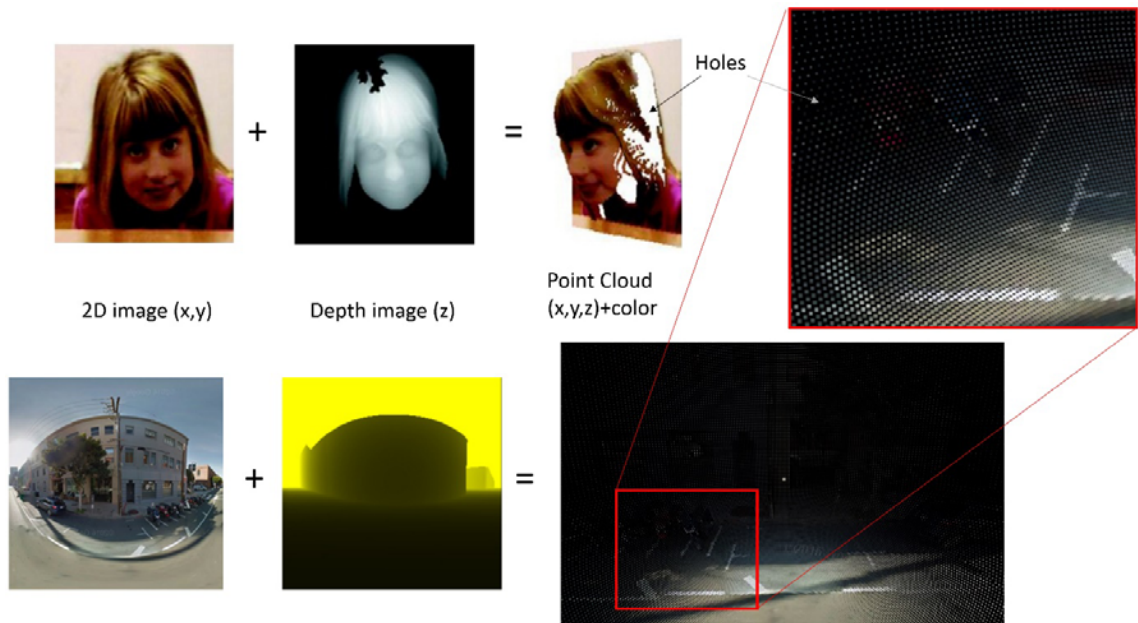 Holes
+
=
2D image (x,y)
Depth image (z)
Point Cloud
(x,y,z)+color
+
=